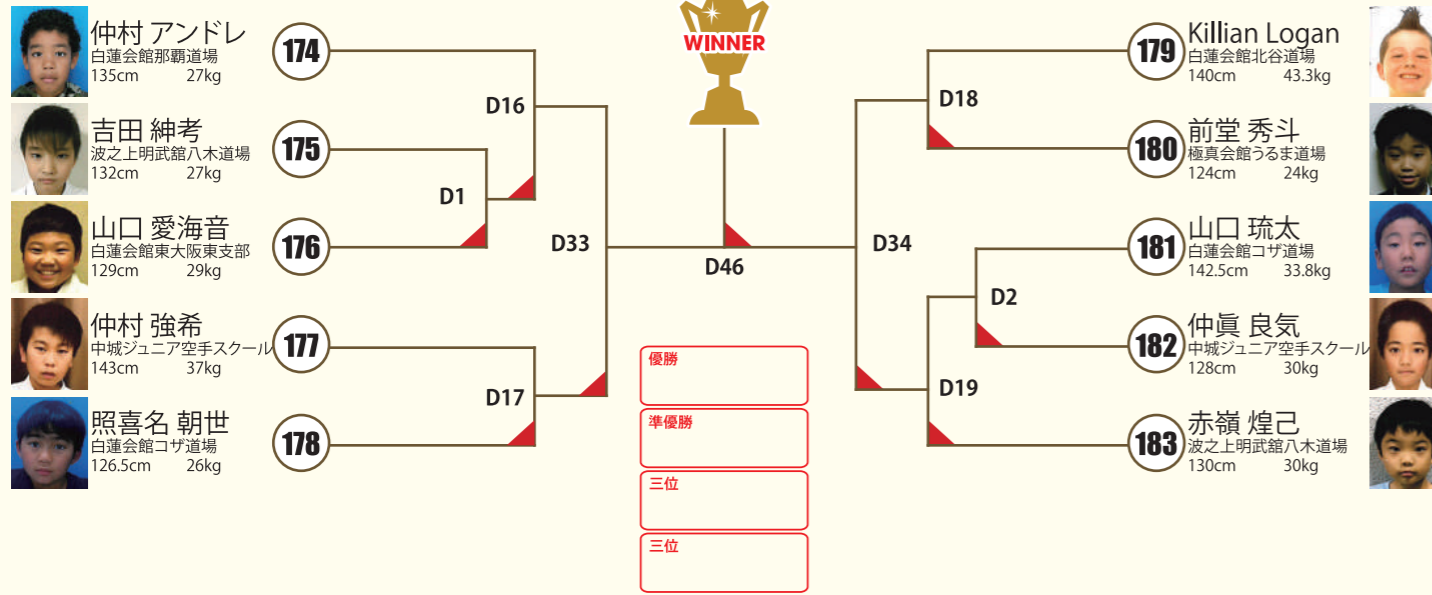 仲村 アンドレ
白蓮会館那覇道場
135cm 27kg
174
吉田 紳考
波之上明武舘八木道場
132cm 27kg
175
山口 愛海音
白蓮会館東大阪東支部
129cm 29kg
176
仲村 強希
中城ジュニア空手スクール
143cm 37kg
177
照喜名 朝世
白蓮会館コザ道場
126.5cm 26kg
178
D16
D1
D33
D17
WINNER
D46
優勝
準優勝
三位
三位
D18
D34
D2
D19
179
Killian Logan
白蓮会館北谷道場
140cm 43.3kg
180
前堂 秀斗
極真会館うるま道場
124cm 24kg
181
山口 琉太
白蓮会館コザ道場
142.5cm 33.8kg
182
仲眞 良気
中城ジュニア空手スクール
128cm 30kg
183
赤嶺 煌己
波之上明武舘八木道場
130cm 30kg